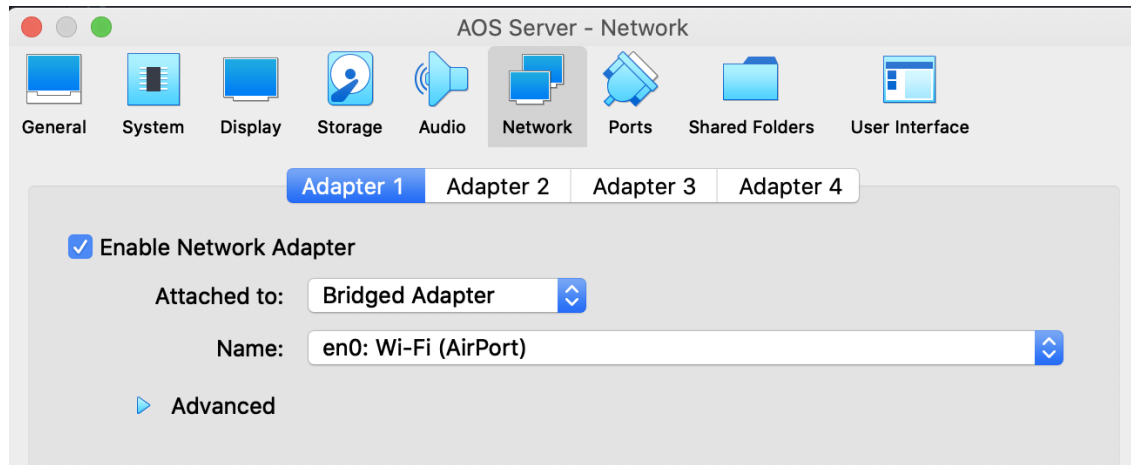 AOS Server - Network
General System Display Storage Audio Network Ports Shared Folders User Interface
Adapter 1 Adapter 2 Adapter 3 Adapter 4
Enable Network Adapter
Attached to: Bridged Adapter
Name: en0: Wi-Fi (AirPort)
Advanced